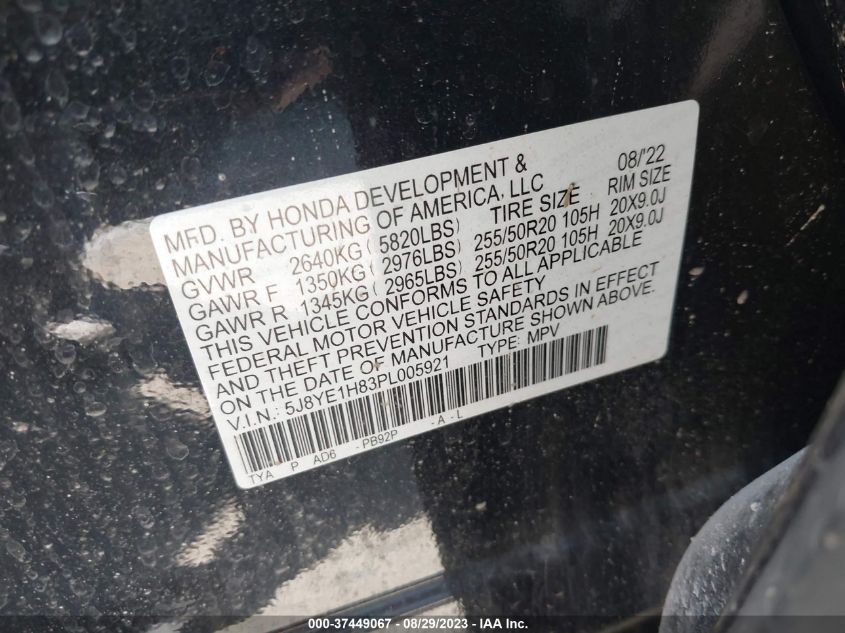 MFD. BY HONDA DEVELOPMENT & 08/'22
MANUFACTURING OF AMERICA, LLC RIM SIZE
GVWR 2640KG ( 5820LBS) TIRE SIZE
GAWR F 1350KG ( 2976LBS) 255/50R20 105H 20X9.0J
GAWR R 1345KG ( 2965LBS) 255/50R20 105H 20X9.0J
THIS VEHICLE CONFORMS TO ALL APPLICABLE
FEDERAL MOTOR VEHICLE SAFETY
AND THEFT PREVENTION STANDARDS IN EFFECT
ON THE DATE OF MANUFACTURE SHOWN ABOVE.
V.I.N.: 5J8YE1H83PL005921 TYPE: MPV
TYA P AD6 -PB92P -A -L
000-37449067 - 08/29/2023 - IAA Inc.